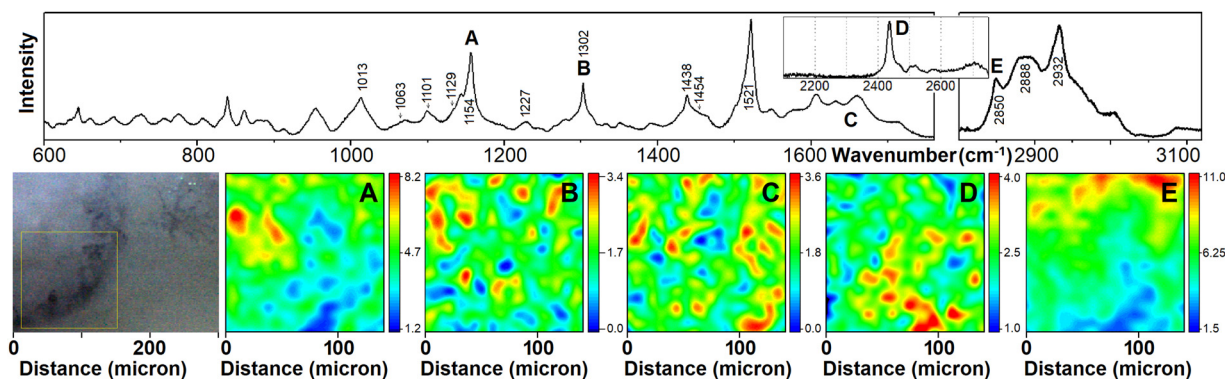 Intensity
A
B
C
D
E
1013
1063
1101
1129
1154
1227
1302
1438
1454
1521
2850
2888
2932
2200 2400 2600
600 800 1000 1200 1400 1600 Wavenumber (cm-1) 2900 3100
A
8.2
4.7
1.2
B
3.4
1.7
0.0
C
3.6
1.8
0.0
D
4.0
2.5
1.0
E
11.0
6.25
1.5
0 200
0 100
0 100
0 100
0 100
0 100
Distance (micron) Distance (micron) Distance (micron) Distance (micron) Distance (micron) Distance (micron)